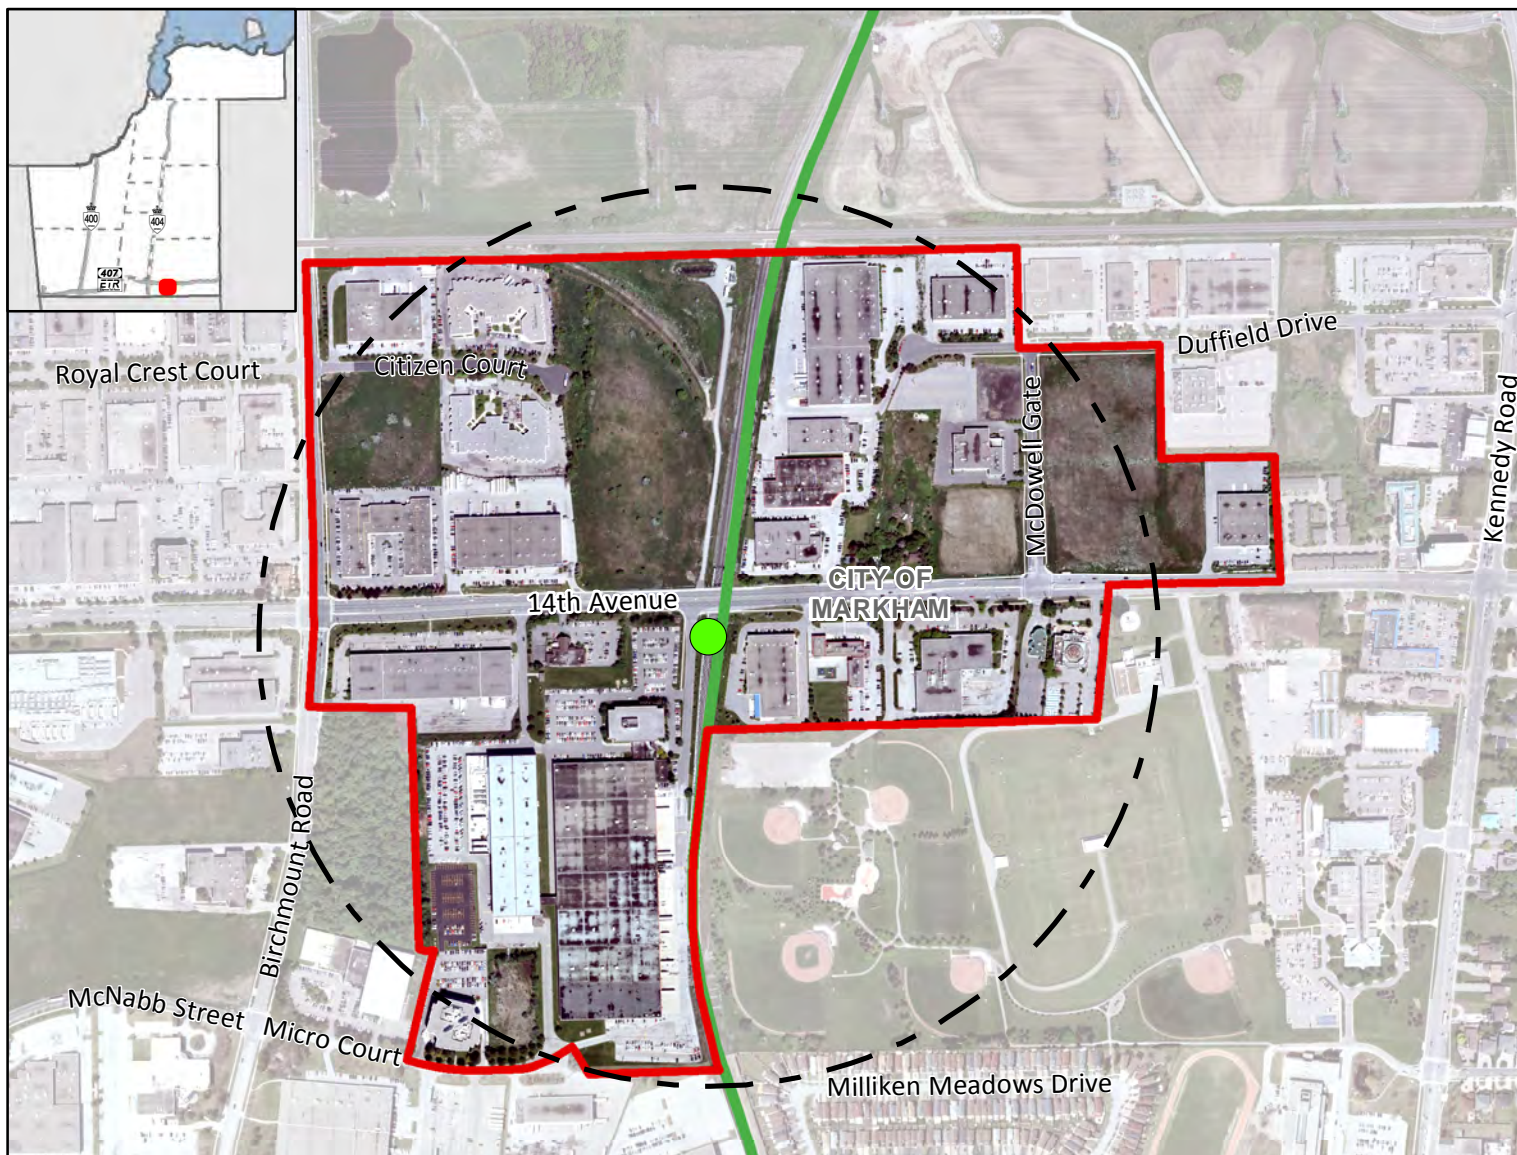 400
404
407
ETR
Royal Crest Court
Citizen Court
Duffield Drive
McDowell Gate
Kennedy Road
14th Avenue
CITY OF
MARKHAM
Birchmount Road
McNabb Street
Micro Court
Milliken Meadows Drive